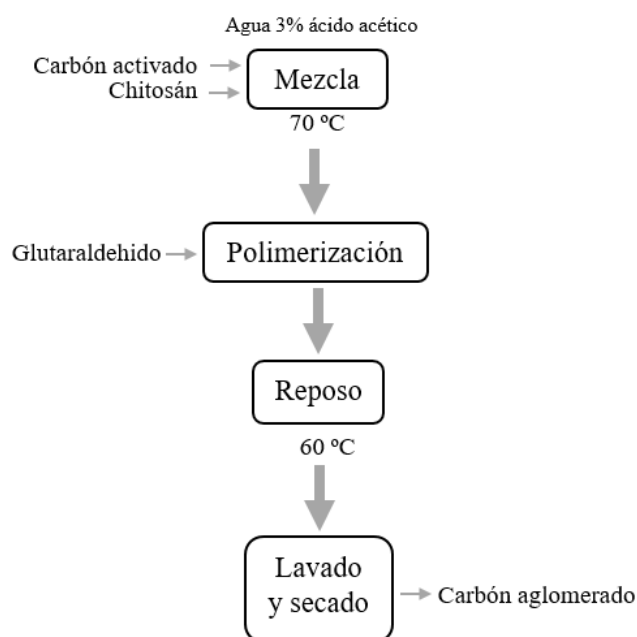 Agua 3% ácido acético
Carbón activado
Chitosán
Mezcla
70 ºC
Glutaraldehido
Polimerización
Reposo
60 ºC
Lavado
y secado
Carbón aglomerado